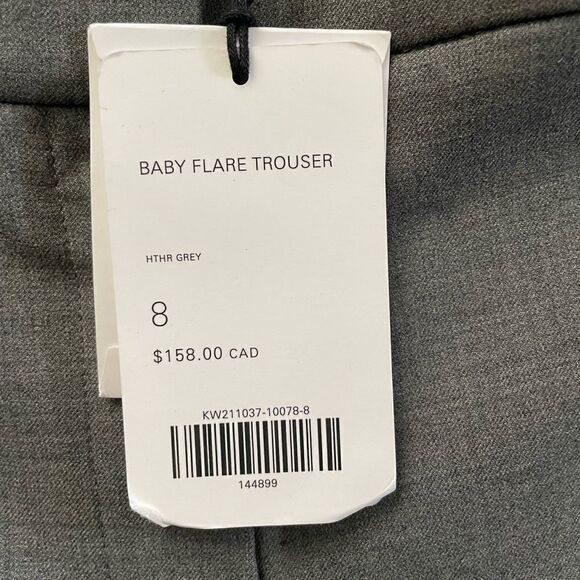 BABY FLARE TROUSER
HTHR GREY
8
$158.00 CAD
KW211037-10078-8
144899